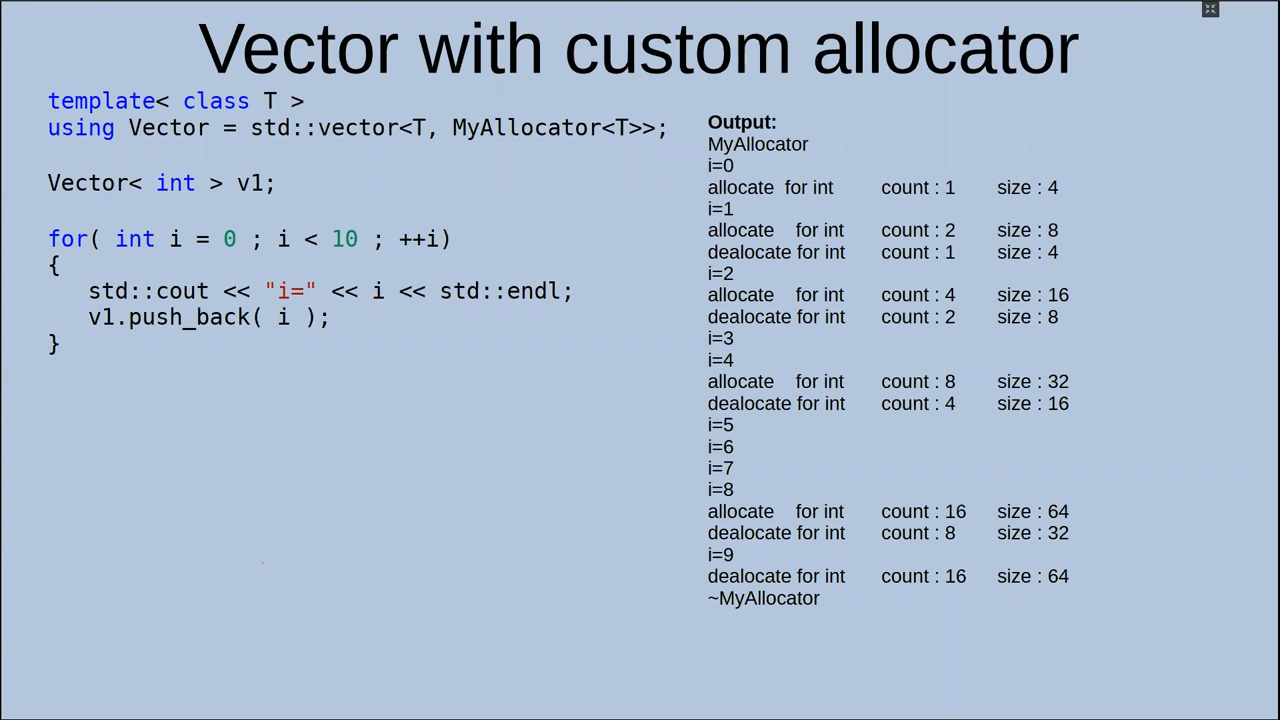 Vector with custom allocator
template< class T >
using Vector = std::vector<T, MyAllocator<T>>;
Vector< int > v1;
for( int i = 0 ; i < 10 ; ++i)
{
std::cout << "i=" << i << std::endl;
v1.push_back( i );
}
Output:
MyAllocator
i=0
allocate for int count : 1 size : 4
i=1
allocate for int count : 2 size : 8
dealocate for int count : 1 size : 4
i=2
allocate for int count : 4 size : 16
dealocate for int count : 2 size : 8
i=3
i=4
allocate for int count : 8 size : 32
dealocate for int count : 4 size : 16
i=5
i=6
i=7
i=8
allocate for int count : 16 size : 64
dealocate for int count : 8 size : 32
i=9
dealocate for int count : 16 size : 64
~MyAllocator